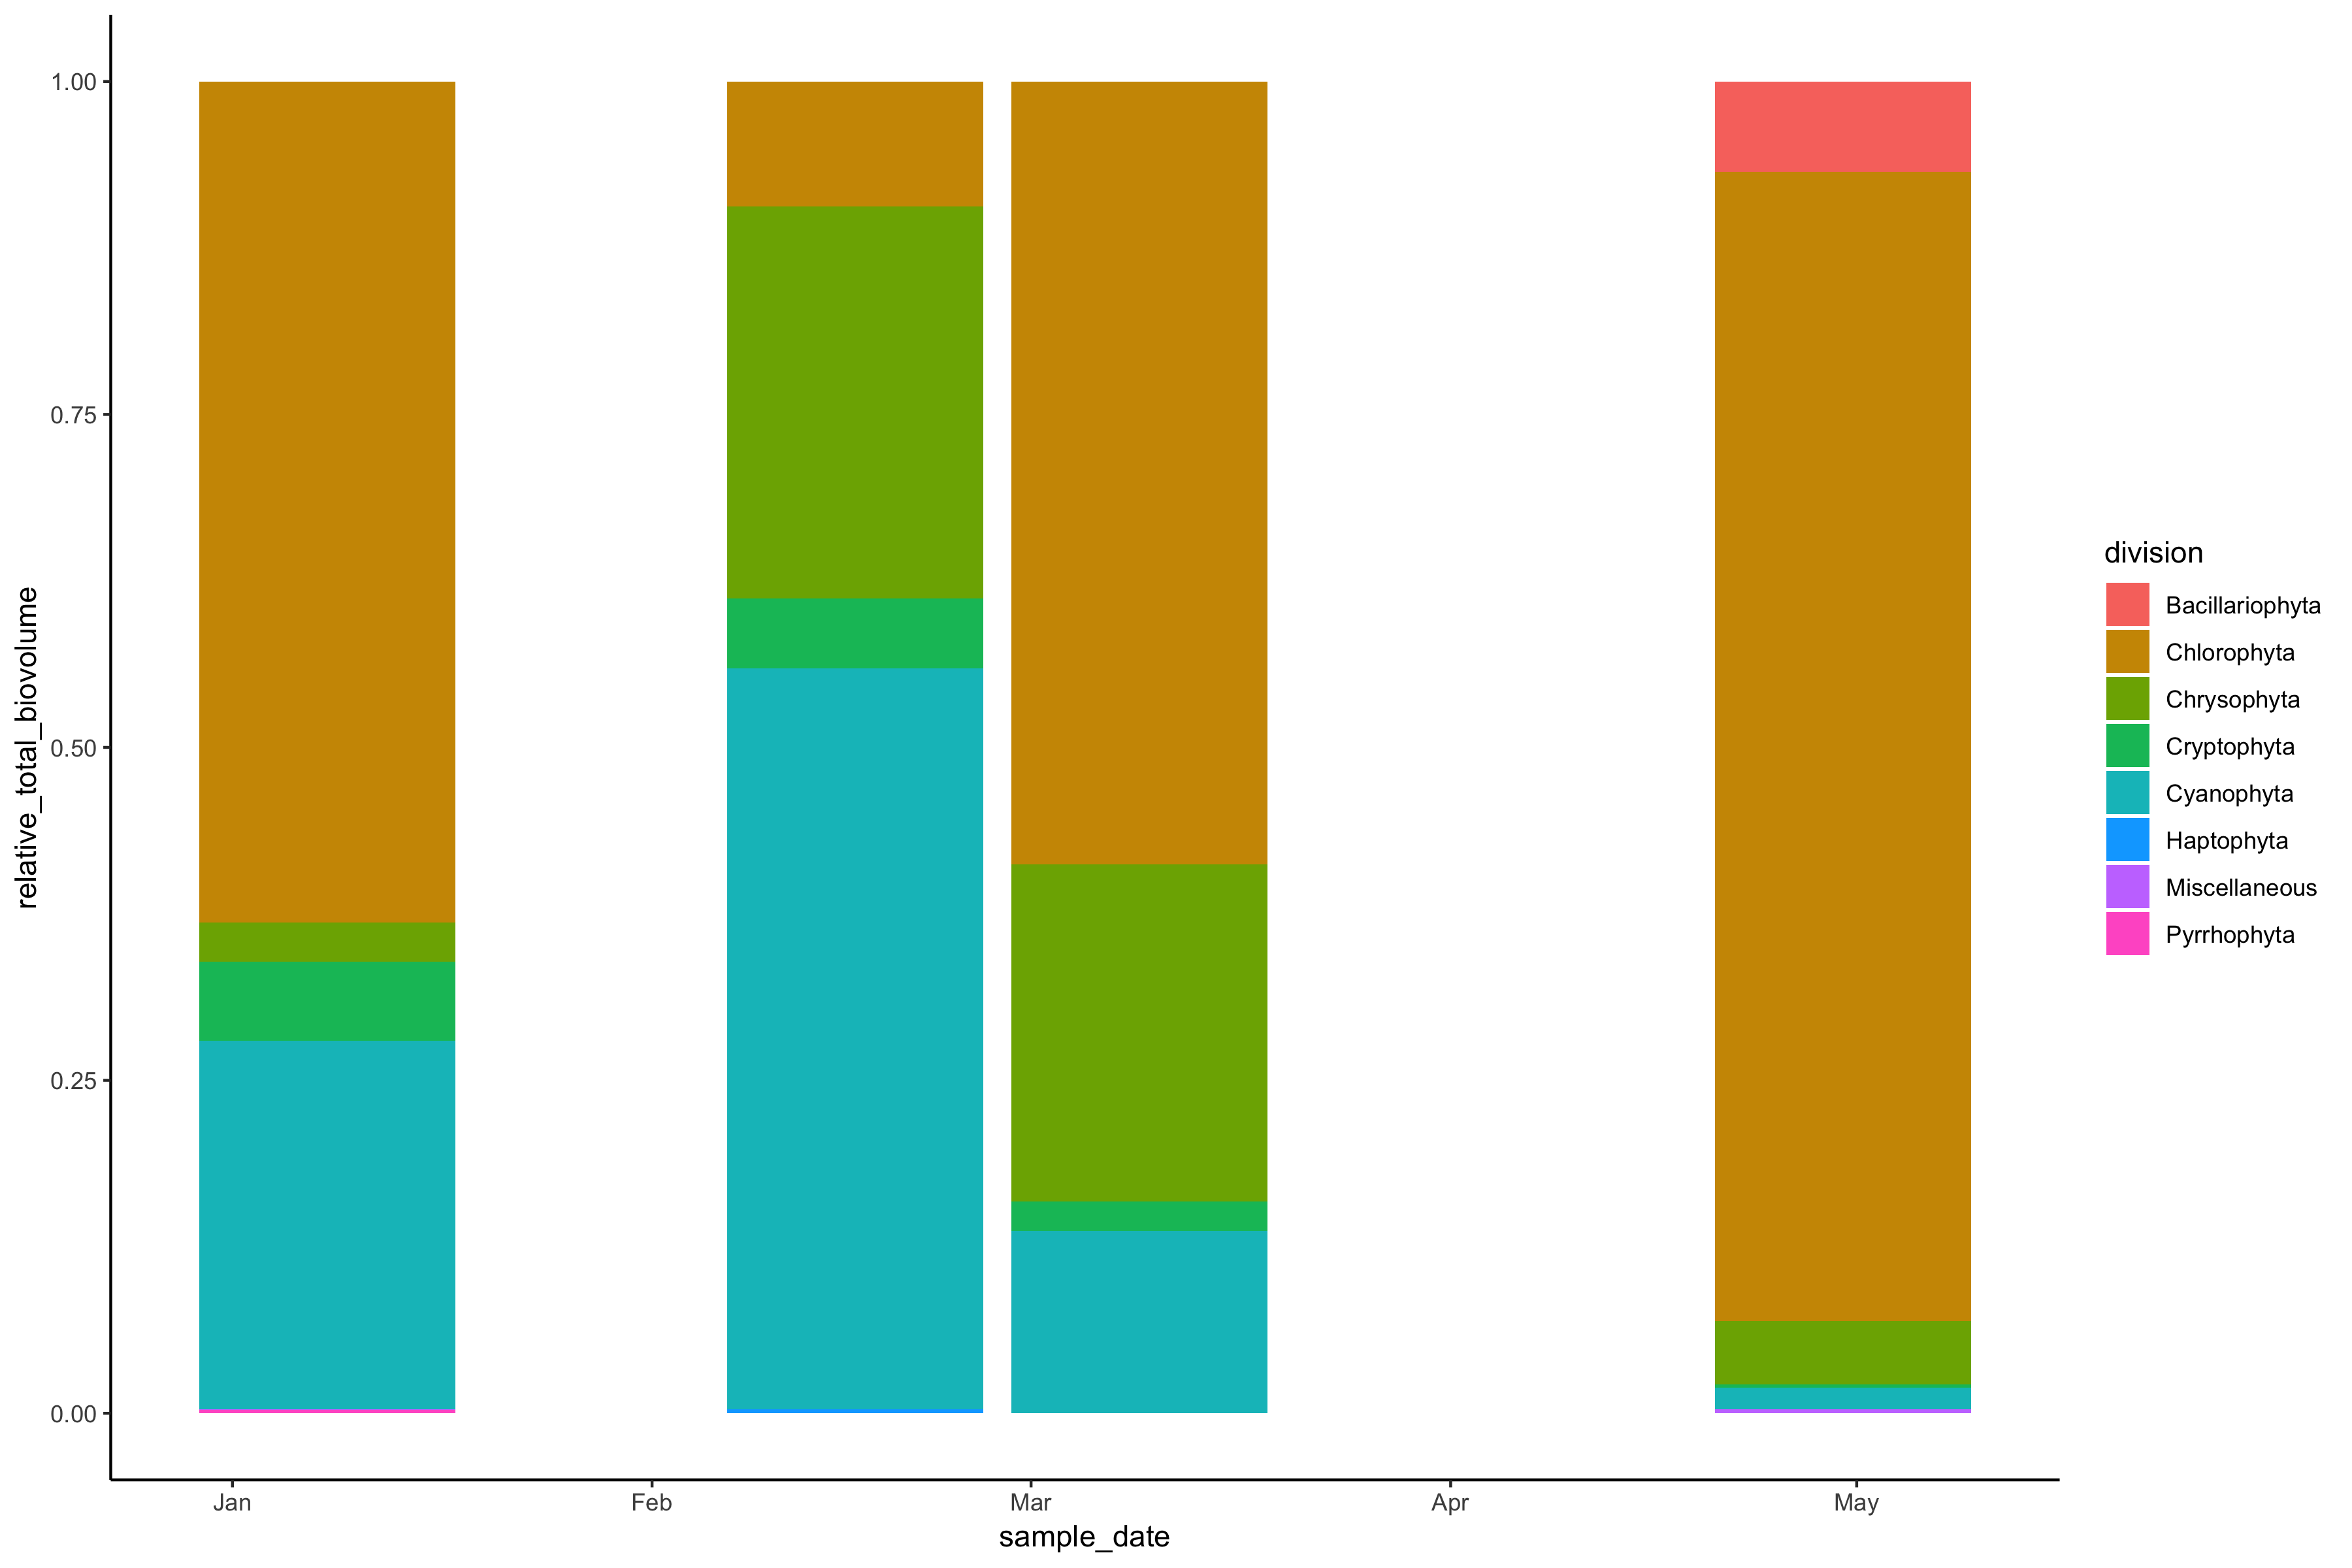 relative_total_biovolume
1.00
0.75
0.50
0.25
0.00
Jan
Feb
Mar
Apr
May
sample_date
division
Bacillariophyta
Chlorophyta
Chrysophyta
Cryptophyta
Cyanophyta
Haptophyta
Miscellaneous
Pyrrhophyta